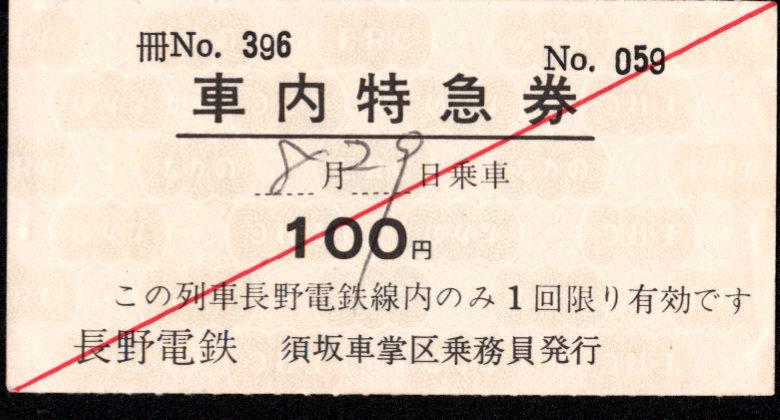 冊No. 396 No. 059
車内特急券
8月29日乗車
100円
この列車長野電鉄線内のみ1回限り有効です
長野電鉄 須坂車掌区乗務員発行